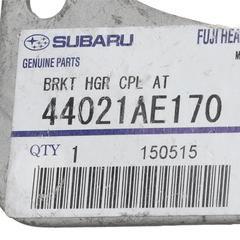 SUBARU FUJI HEA
GENUINE PARTS M
BRKT HGR CPL AT
44021AE170
QTY 1 150515